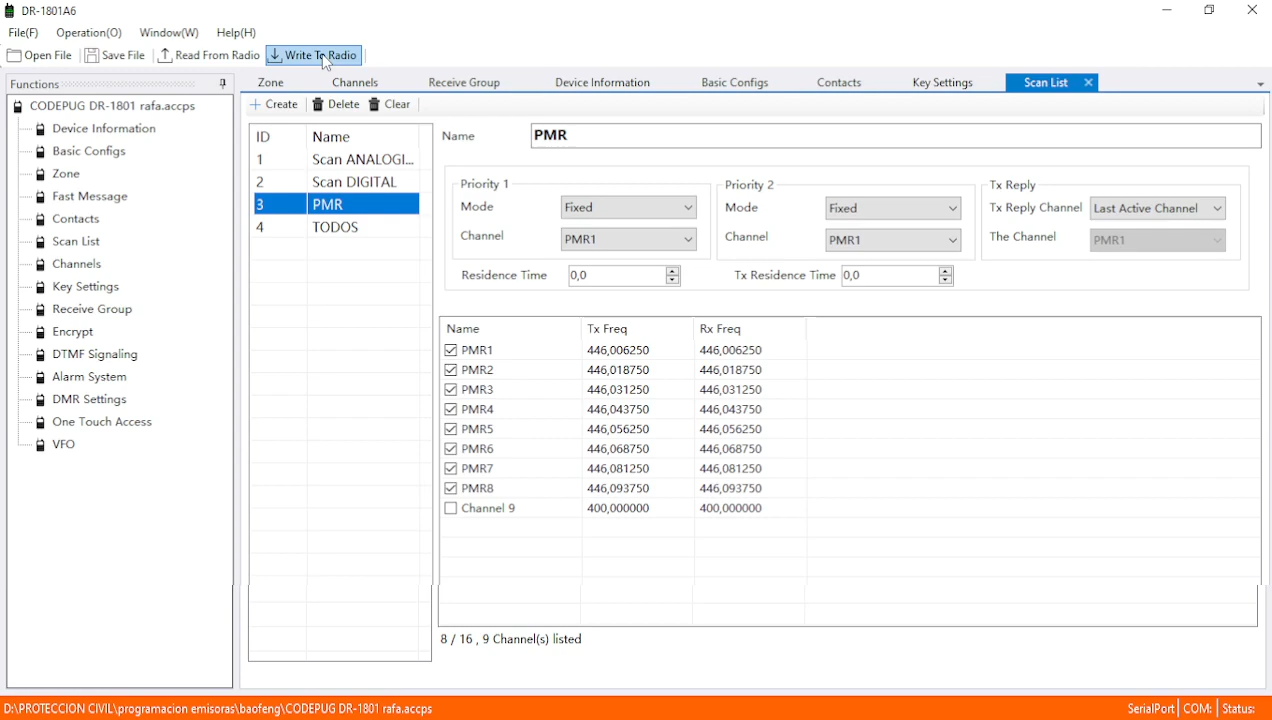 DR-1801A6
File(F) Operation(O) Window(W) Help(H)
Open File Save File Read From Radio Write To Radio
Functions
CODEPUG DR-1801 rafa.accps
Device Information
Basic Configs
Zone
Fast Message
Contacts
Scan List
Channels
Key Settings
Receive Group
Encrypt
DTMF Signaling
Alarm System
DMR Settings
One Touch Access
VFO
Zone Channels Receive Group Device Information Basic Configs Contacts Key Settings Scan List
Create Delete Clear
ID Name
1 Scan ANALOGI...
2 Scan DIGITAL
3 PMR
4 TODOS
Name PMR
Priority 1
Mode Fixed
Channel PMR1
Priority 2
Mode Fixed
Channel PMR1
Tx Reply
Tx Reply Channel Last Active Channel
The Channel PMR1
Residence Time 0,0 Tx Residence Time 0,0
Name Tx Freq Rx Freq
PMR1 446,006250 446,006250
PMR2 446,018750 446,018750
PMR3 446,031250 446,031250
PMR4 446,043750 446,043750
PMR5 446,056250 446,056250
PMR6 446,068750 446,068750
PMR7 446,081250 446,081250
PMR8 446,093750 446,093750
Channel 9 400,000000 400,000000
8 / 16 , 9 Channel(s) listed
D:\PROTECCION CIVIL\programacion emisoras\baofeng\CODEPUG DR-1801 rafa.accps SerialPort COM: Status: